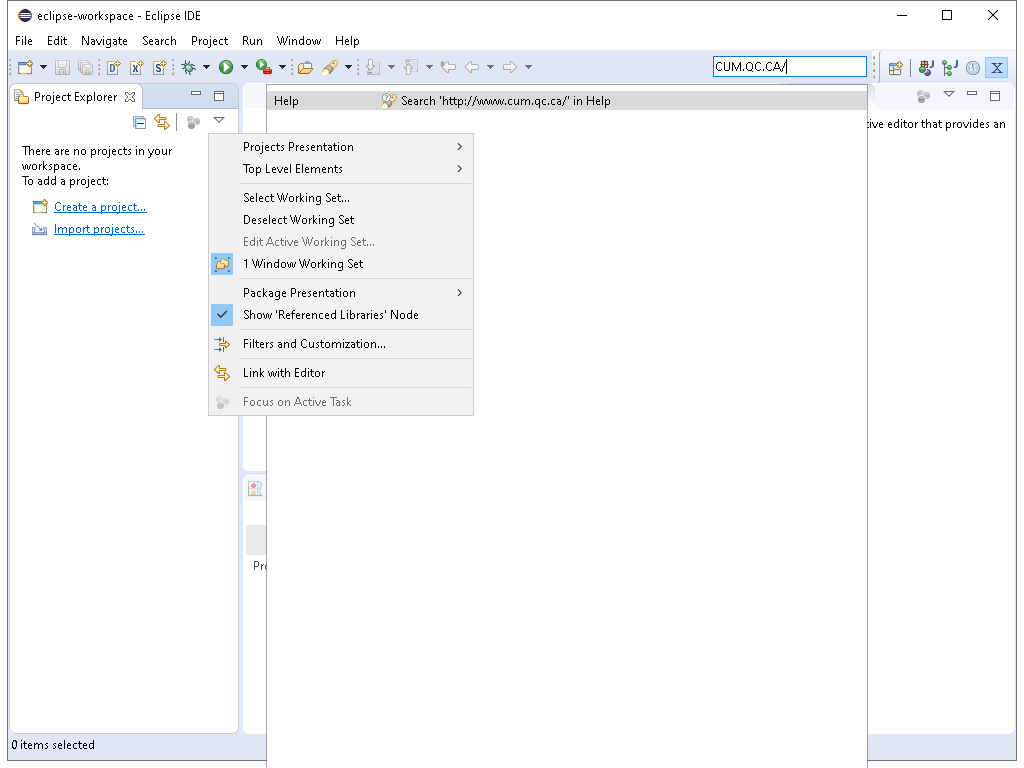 eclipse-workspace - Eclipse IDE
File Edit Navigate Search Project Run Window Help
CUM.QC.CA/
Project Explorer
Help Search 'http://www.cum.qc.ca/' in Help
tive editor that provides an
There are no projects in your
workspace.
To add a project:
Create a project...
Import projects...
Projects Presentation
Top Level Elements
Select Working Set...
Deselect Working Set
Edit Active Working Set...
1 Window Working Set
Package Presentation
Show 'Referenced Libraries' Node
Filters and Customization...
Link with Editor
Focus on Active Task
Pro
0 items selected